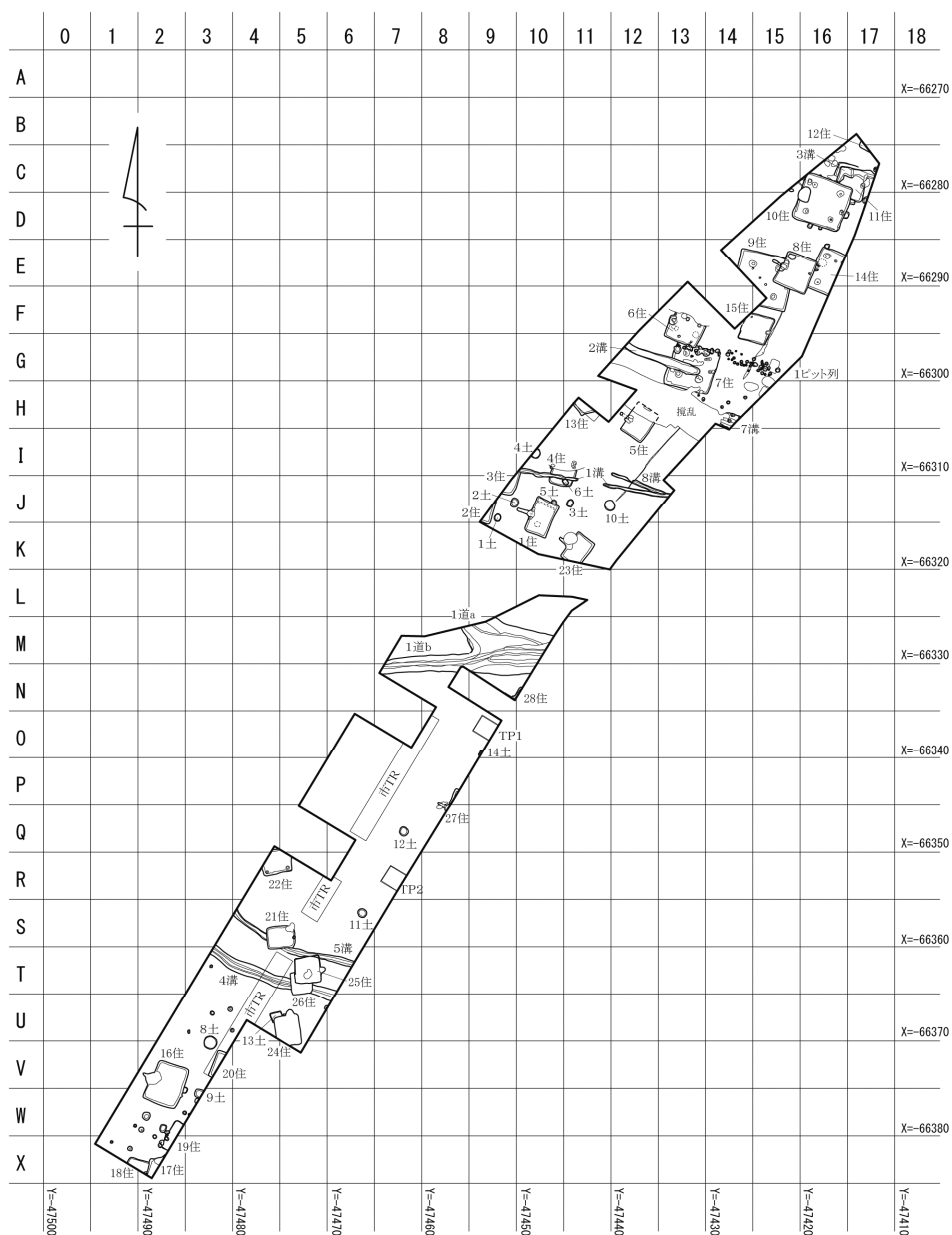 0 1 2 3 4 5 6 7 8 9 10 11 12 13 14 15 16 17 18
A
X=-66270
B
12住
3溝
C
X=-66280
10住
11住
D
9住
8住
E
14住
X=-66290
15住
F
6住
2溝
G
7住
1ピット列
X=-66300
H
13住
撹乱
7溝
5住
4土
I
4住
1溝
8溝
X=-66310
3住
2土
5土
6土
J
3土
10土
2住
1土
1住
K
23住
X=-66320
L
1道a
M
1道b
X=-66330
N
28住
O
TP1
14土
X=-66340
市TR
P
27住
Q
12土
X=-66350
R
22住
市TR
TP2
S
21住
11土
X=-66360
5溝
T
4溝
25住
市TR
26住
U
8土
13土
24住
X=-66370
V
16住
20住
9土
W
19住
X=-66380
X
18住
17住
Y=-47500
Y=-47490
Y=-47480
Y=-47470
Y=-47460
Y=-47450
Y=-47440
Y=-47430
Y=-47420
Y=-47410